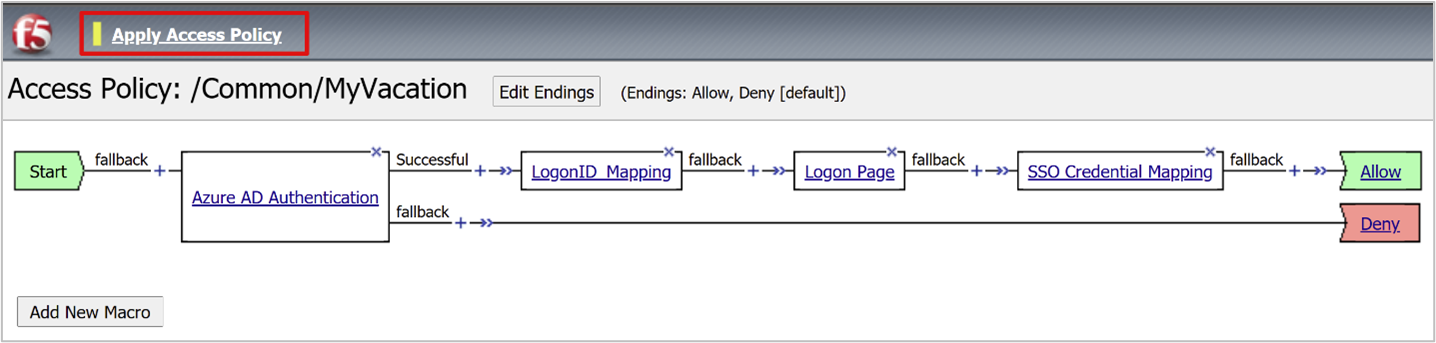 f5 Apply Access Policy
Access Policy: /Common/MyVacation Edit Endings (Endings: Allow, Deny [default])
Start fallback + Azure AD Authentication Successful + LogonID_Mapping fallback + Logon Page fallback + SSO Credential Mapping fallback + Allow
fallback + Deny
Add New Macro